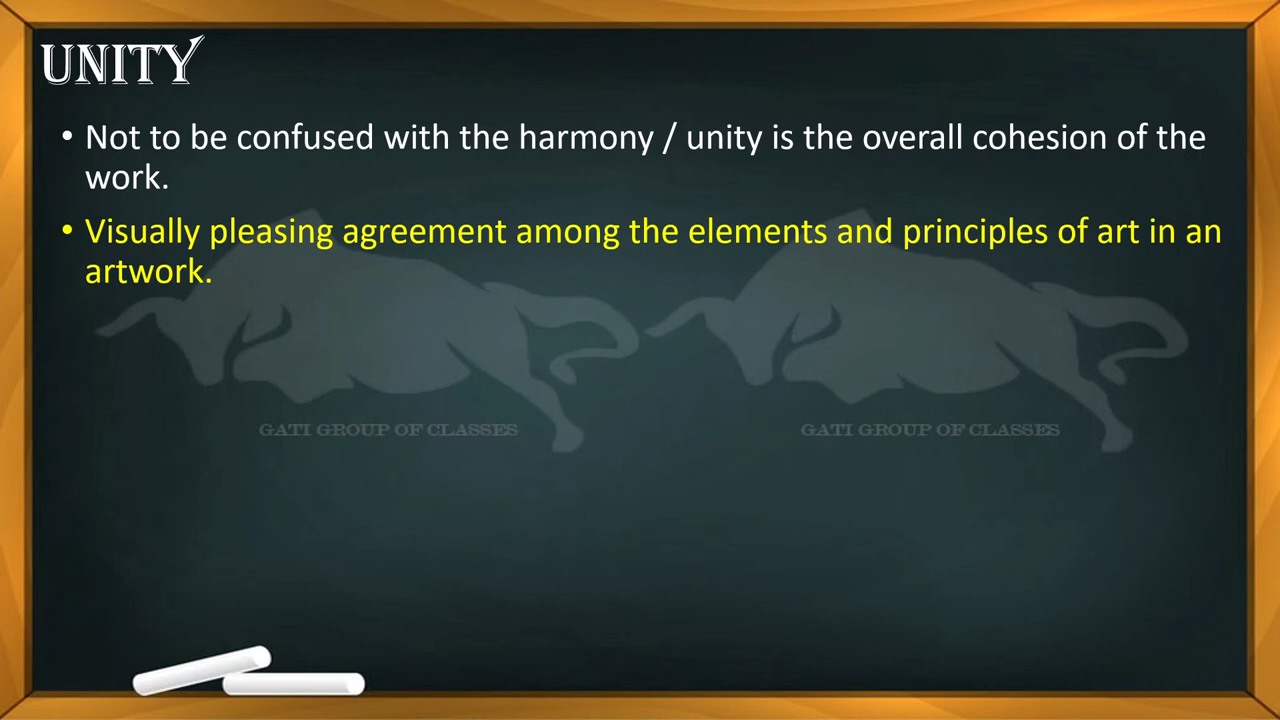 UNITY
• Not to be confused with the harmony / unity is the overall cohesion of the
work.
• Visually pleasing agreement among the elements and principles of art in an
artwork.
GATI GROUP OF CLASSES GATI GROUP OF CLASSES